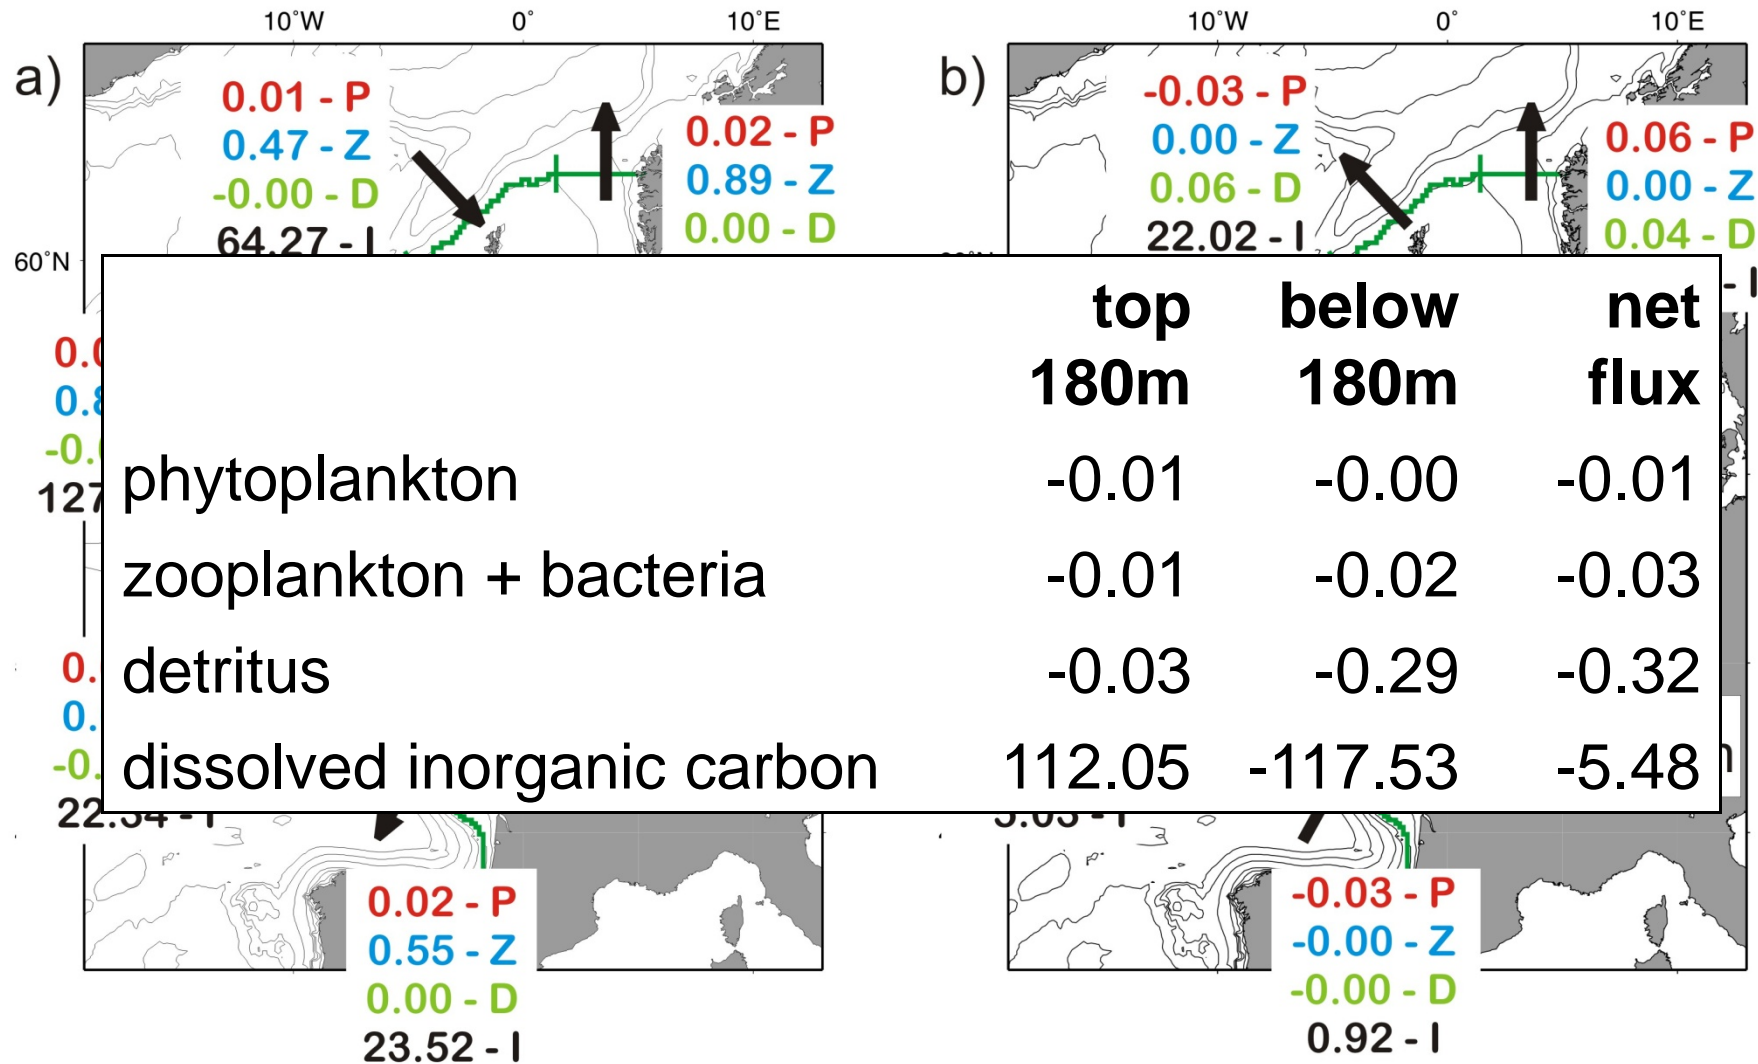 10°W 0° 10°E
10°W 0° 10°E
a)
0.01 - P
0.47 - Z
-0.00 - D
64.27 - I
0.02 - P
0.89 - Z
0.00 - D
b)
-0.03 - P
0.00 - Z
0.06 - D
22.02 - I
0.06 - P
0.00 - Z
0.04 - D
- I
60°N
top below net
180m 180m flux
phytoplankton -0.01 -0.00 -0.01
zooplankton + bacteria -0.01 -0.02 -0.03
detritus -0.03 -0.29 -0.32
dissolved inorganic carbon 112.05 -117.53 -5.48
127
0.02 - P
0.55 - Z
0.00 - D
23.52 - I
-0.03 - P
-0.00 - Z
-0.00 - D
0.92 - I